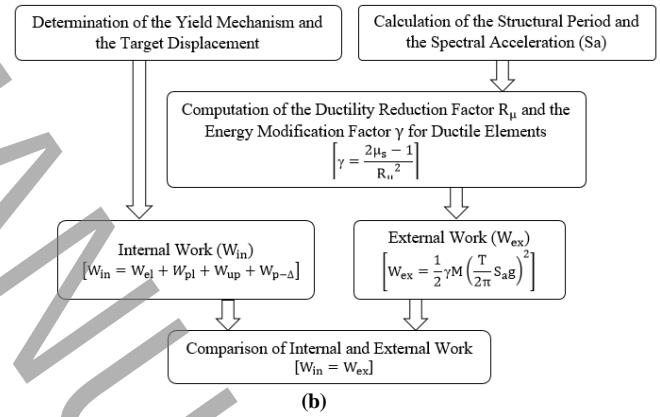 Determination of the Yield Mechanism and
the Target Displacement
Calculation of the Structural Period and
the Spectral Acceleration (Sa)
Computation of the Ductility Reduction Factor Rμ and the
Energy Modification Factor γ for Ductile Elements
[γ = (2μₛ − 1) / Rμ²]
Internal Work (Wᵢₙ)
[Wᵢₙ = Wₑₗ + Wₚₗ + Wᵤₚ + Wₚ₋Δ]
External Work (Wₑₓ)
[Wₑₓ = 1/2 γM (T/2π Sₐg)²]
Comparison of Internal and External Work
[Wᵢₙ = Wₑₓ]
(b)